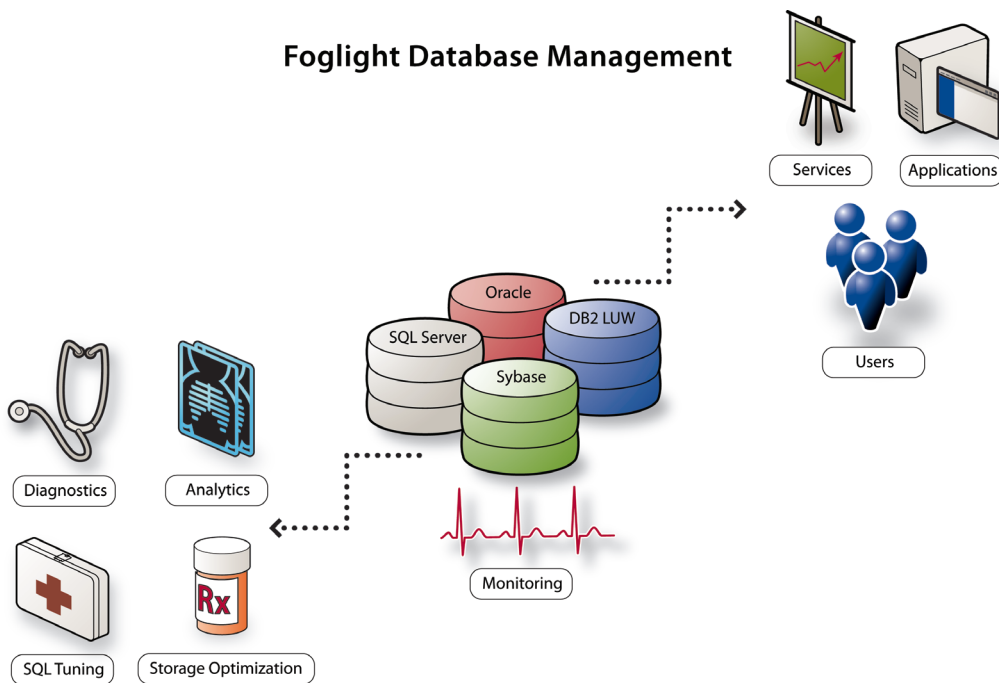 Foglight Database Management
Services
Applications
Users
Oracle
DB2 LUW
SQL Server
Sybase
Diagnostics
Analytics
Monitoring
Rx
SQL Tuning
Storage Optimization